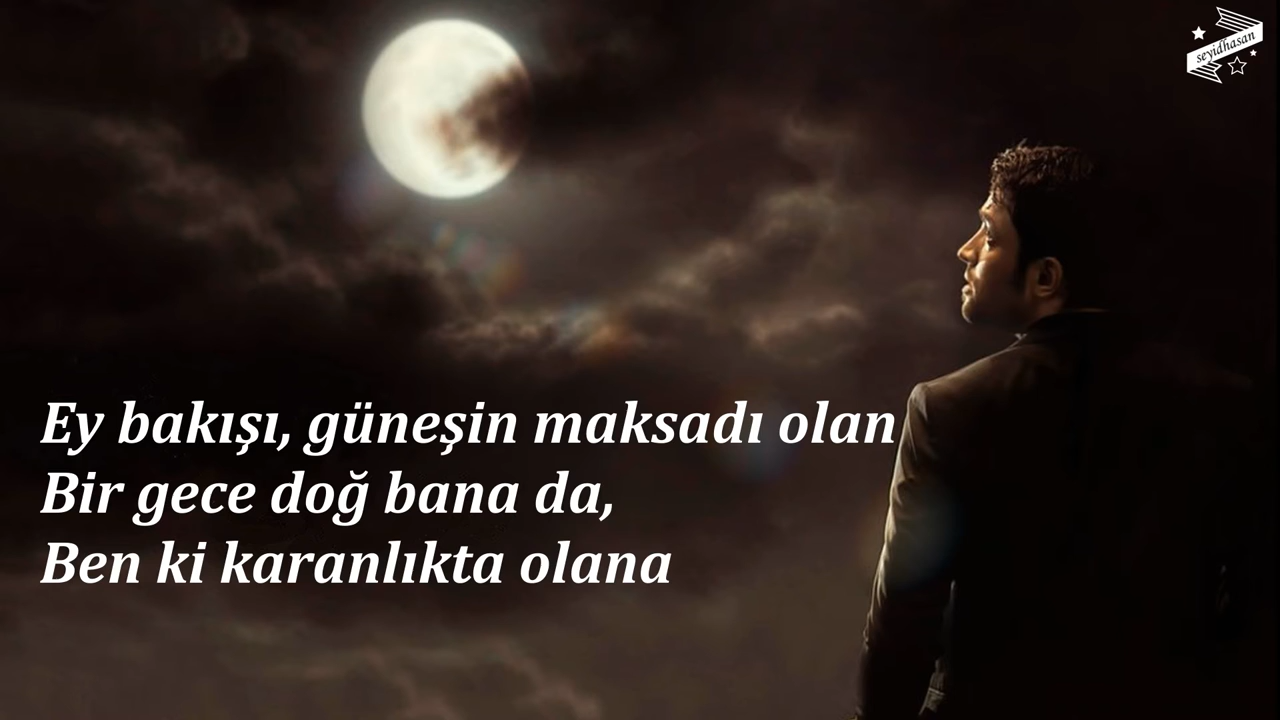 seyidhasan
Ey bakışı, güneşin maksadı olan
Bir gece doğ bana da,
Ben ki karanlıkta olana